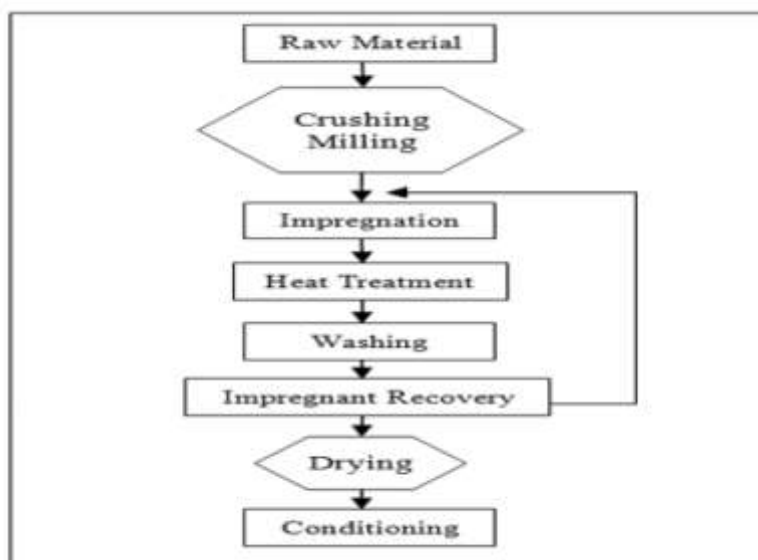 Raw Material
Crushing
Milling
Impregnation
Heat Treatment
Washing
Impregnant Recovery
Drying
Conditioning